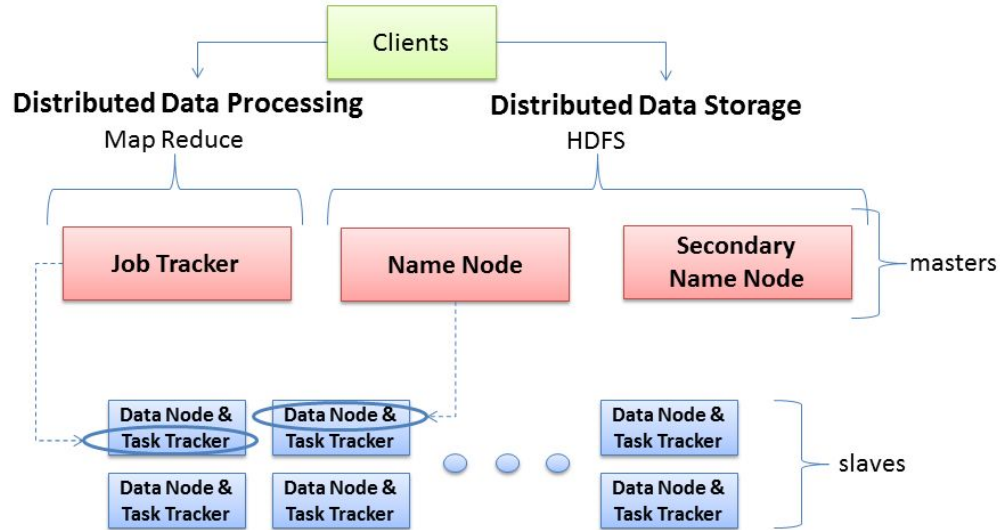 Clients
Distributed Data Processing
Map Reduce
Distributed Data Storage
HDFS
Job Tracker
Name Node
Secondary
Name Node
masters
Data Node &
Task Tracker
Data Node &
Task Tracker
Data Node &
Task Tracker
Data Node &
Task Tracker
Data Node &
Task Tracker
Data Node &
Task Tracker
slaves